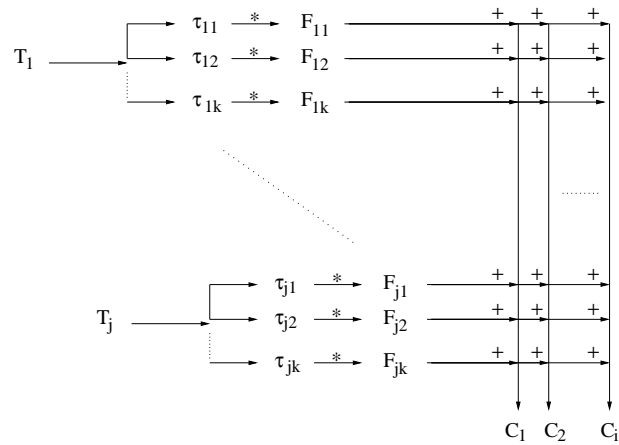 τ11 * F11 + + +
T1 τ12 * F12 + + +
τ1k * F1k + + +
τj1 * Fj1 + + +
Tj τj2 * Fj2 + + +
τjk * Fjk + + +
C1 C2 Ci